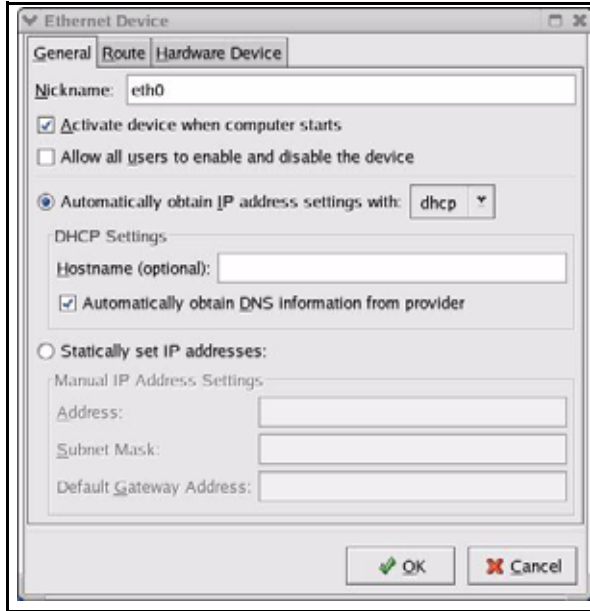 Ethernet Device
General Route Hardware Device
Nickname: eth0
Activate device when computer starts
Allow all users to enable and disable the device
Automatically obtain IP address settings with: dhcp
DHCP Settings
Hostname (optional):
Automatically obtain DNS information from provider
Statically set IP addresses:
Manual IP Address Settings
Address:
Subnet Mask:
Default Gateway Address:
OK Cancel